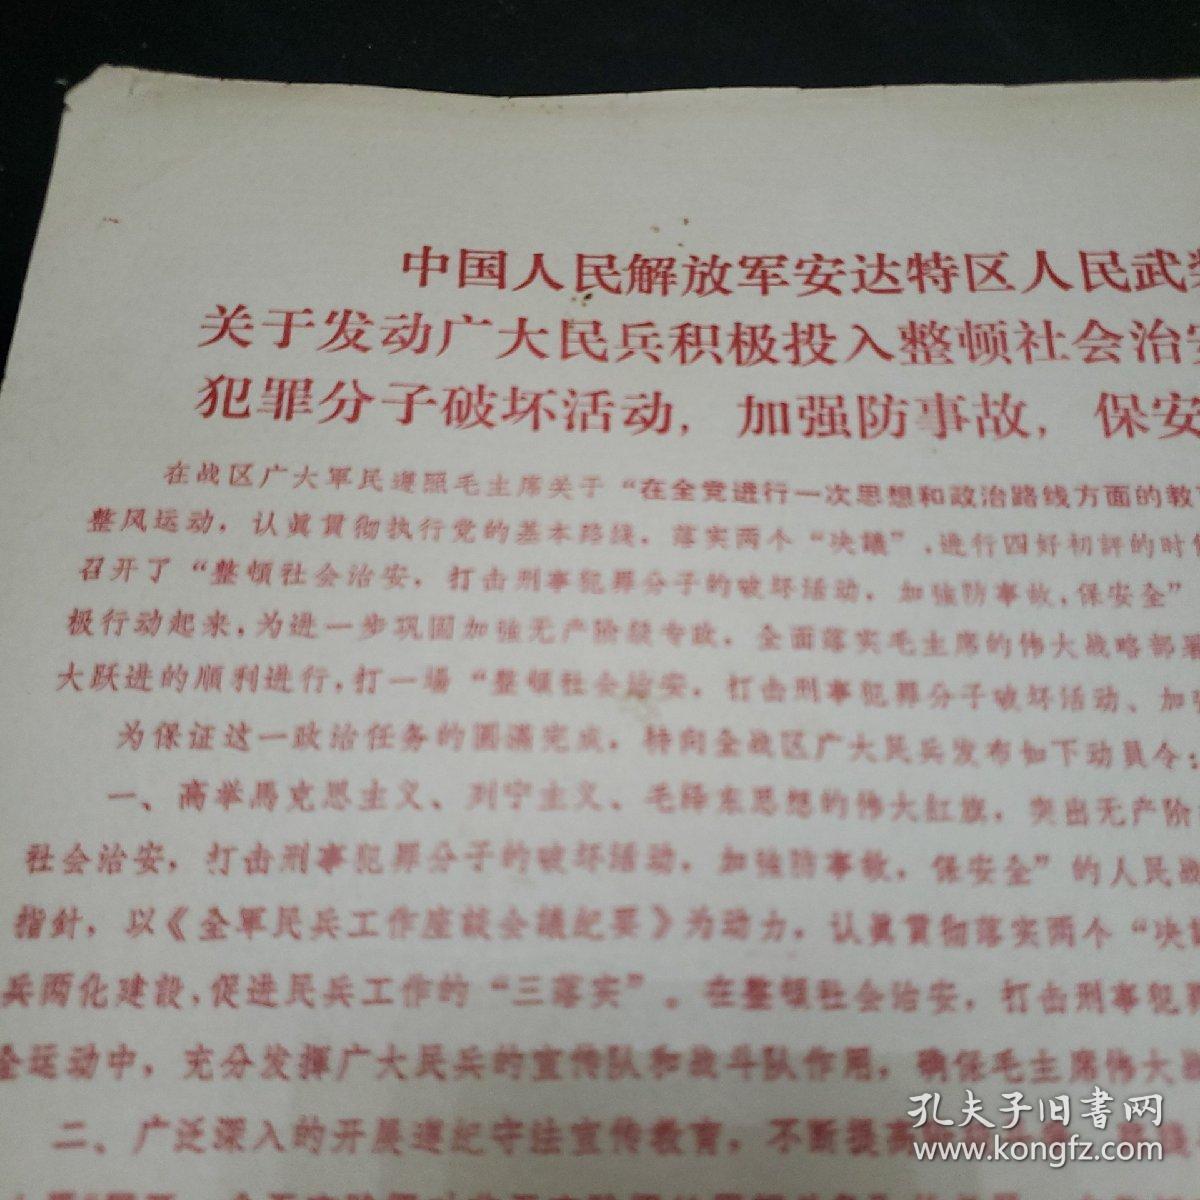 中国人民解放军安达特区人民武
关于发动广大民兵积极投入整顿社会治
犯罪分子破坏活动，加强防事故，保安
在战区广大軍民遵照毛主席关于“在全党进行一次思想和政治路线方面的教
整风运动，认眞貫彻执行党的基本路线，落实两个“决議”，进行四好初評的时
召开了“整頓社会治安，打击刑事犯罪分子的破坏活动，加强防事故，保安全”
极行动起来，为进一步巩固加强无产阶級专政，全面落实毛主席的伟大战略部署
大跃进的順利进行，打一場“整頓社会治安，打击刑事犯罪分子破坏活动、加
为保证这一政治任务的圆滿完成，特向全战区广大民兵发布如下动員令：
一、高举馬克思主义、列宁主义、毛泽东思想的伟大紅旗，突出无产阶
社会治安，打击刑事犯罪分子的破坏活动，加强防事故，保安全”的人民战
指針，以《全軍民兵工作座談会議紀要》为动力，认眞貫彻落实两个“决
兵两化建設，促进民兵工作的“三落实”。在整頓社会治安，打击刑事犯
全运动中，充分发揮广大民兵的宣传队和战斗队作用，确保毛主席伟大
二、广泛深入的开展遵紀守法宣传教育，不断提高
孔夫子旧書网
www.kongfz.com